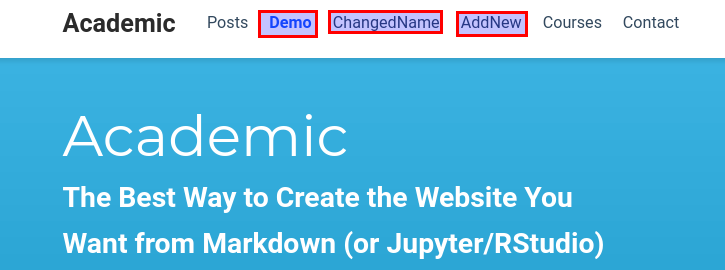 Academic Posts Demo ChangedName AddNew Courses Contact
Academic
The Best Way to Create the Website You
Want from Markdown (or Jupyter/RStudio)